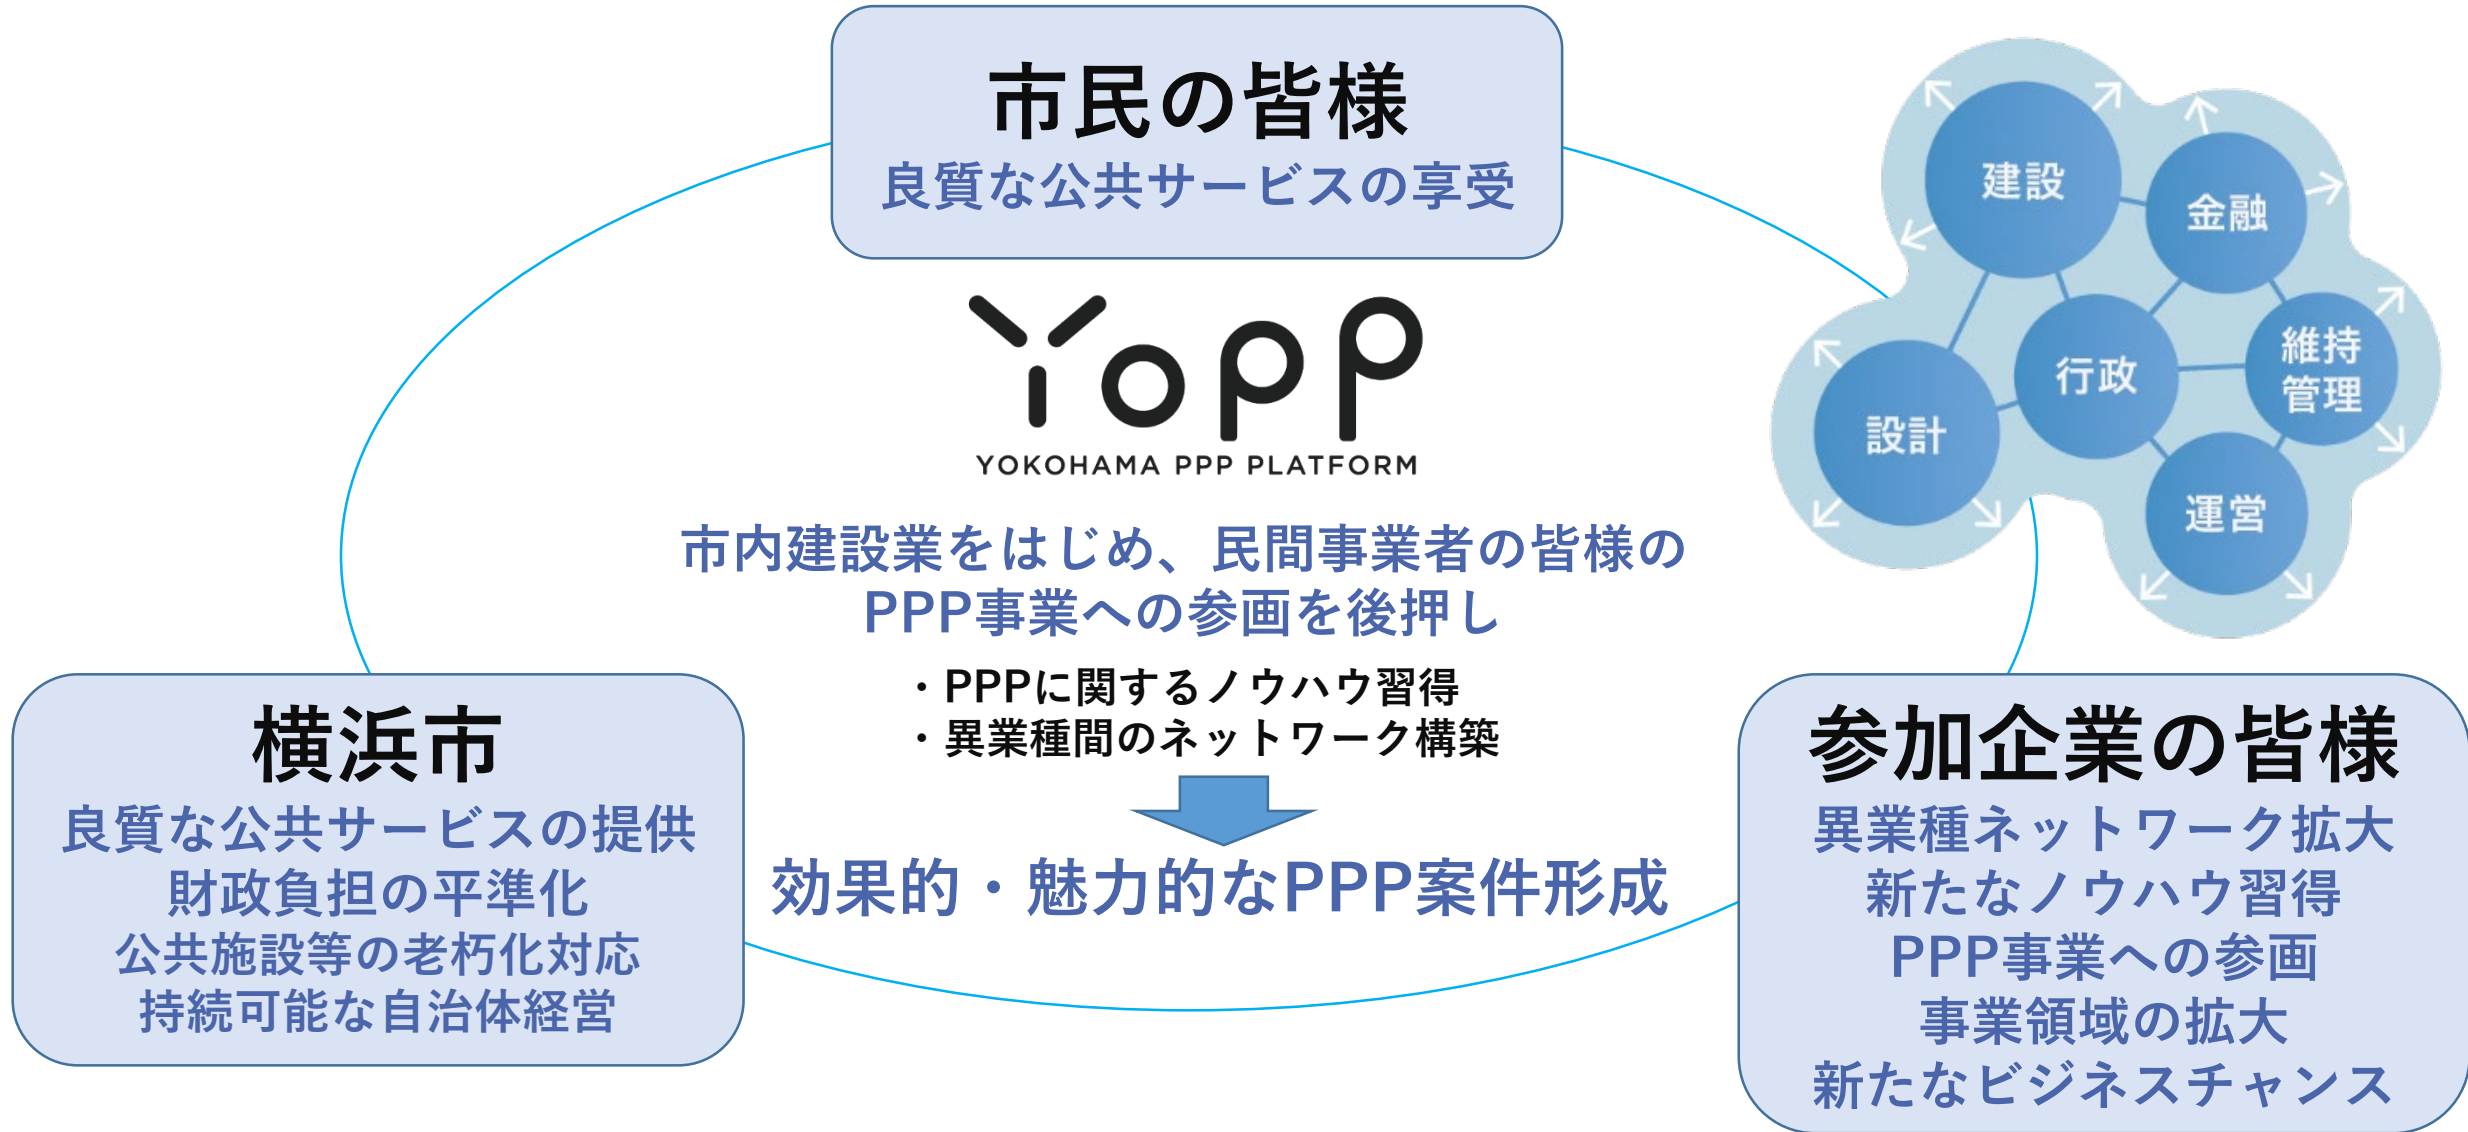 市民の皆様
良質な公共サービスの享受
建設
金融
行政
維持
管理
設計
運営
YoPP
YOKOHAMA PPP PLATFORM
市内建設業をはじめ、民間事業者の皆様の
PPP事業への参画を後押し
・PPPに関するノウハウ習得
・異業種間のネットワーク構築
効果的・魅力的なPPP案件形成
横浜市
良質な公共サービスの提供
財政負担の平準化
公共施設等の老朽化対応
持続可能な自治体経営
参加企業の皆様
異業種ネットワーク拡大
新たなノウハウ習得
PPP事業への参画
事業領域の拡大
新たなビジネスチャンス